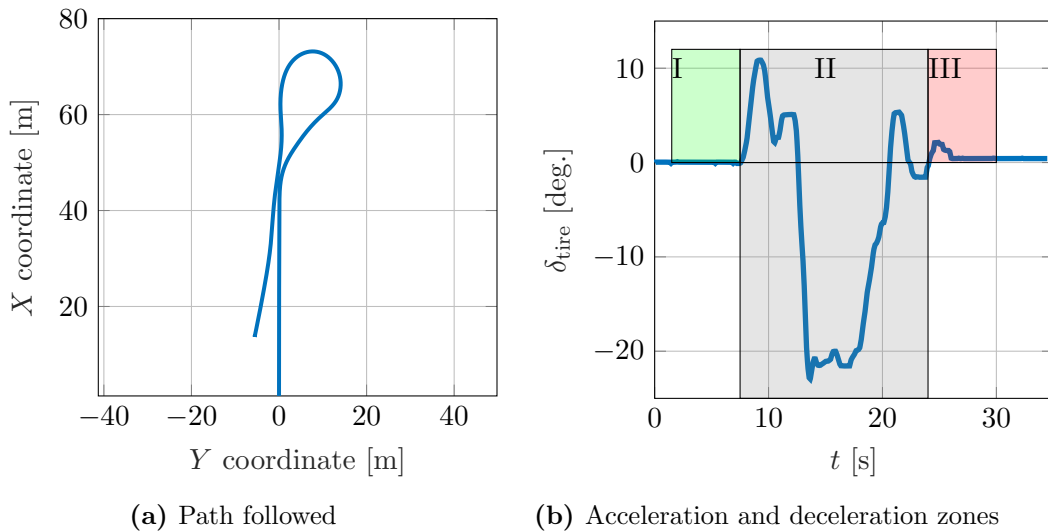 80
60
40
20
−40
−20
0
20
40
X coordinate [m]
Y coordinate [m]
(a) Path followed
I
II
III
10
0
−10
−20
0
10
20
30
δtire [deg.]
t [s]
(b) Acceleration and deceleration zones